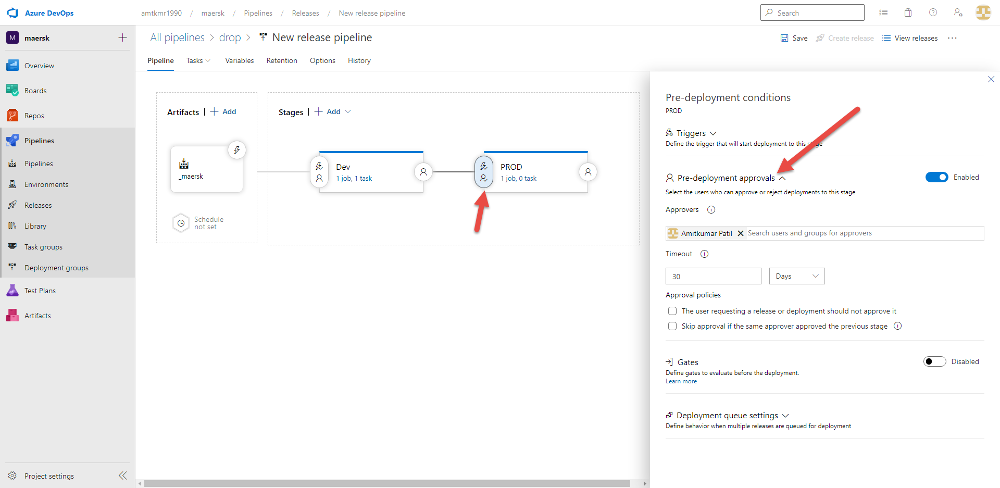 Azure DevOps
amtkmr1990 / maersk / Pipelines / Releases / New release pipeline
Search
M maersk
Overview
Boards
Repos
Pipelines
Pipelines
Environments
Releases
Library
Task groups
Deployment groups
Test Plans
Artifacts
Project settings
All pipelines > drop > New release pipeline
Save
Create release
View releases
Pipeline
Tasks
Variables
Retention
Options
History
Artifacts | + Add
_maersk
Schedule
not set
Stages | + Add
Dev
1 job, 1 task
PROD
1 job, 0 task
Pre-deployment conditions
PROD
Triggers
Define the trigger that will start deployment to this stage
Pre-deployment approvals
Enabled
Select the users who can approve or reject deployments to this stage
Approvers
Amitkumar Patil Search users and groups for approvers
Timeout
30
Days
Approval policies
The user requesting a release or deployment should not approve it
Skip approval if the same approver approved the previous stage
Gates
Disabled
Define gates to evaluate before the deployment.
Learn more
Deployment queue settings
Define behavior when multiple releases are queued for deployment